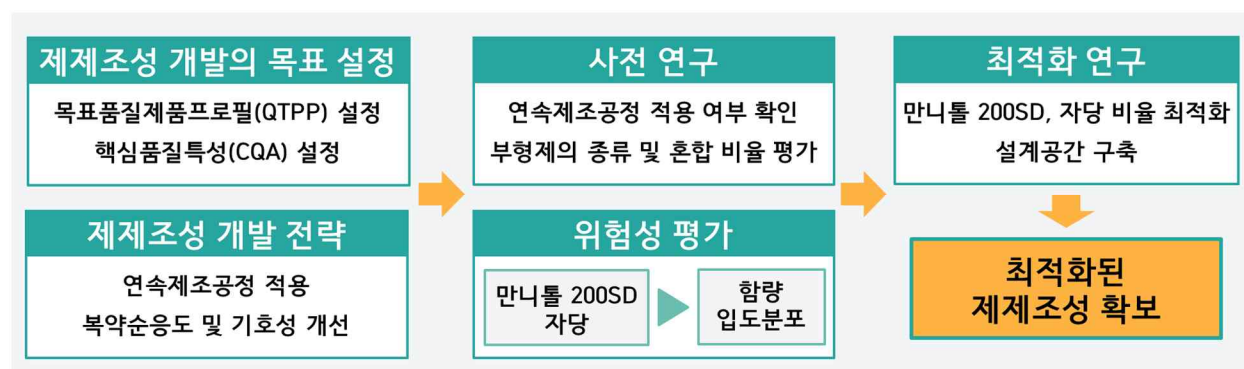 제제조성 개발의 목표 설정
목표품질제품프로필(QTPP) 설정
핵심품질특성(CQA) 설정
제제조성 개발 전략
연속제조공정 적용
복약순응도 및 기호성 개선
사전 연구
연속제조공정 적용 여부 확인
부형제의 종류 및 혼합 비율 평가
위험성 평가
만니톨 200SD
자당
함량
입도분포
최적화 연구
만니톨 200SD, 자당 비율 최적화
설계공간 구축
최적화된
제제조성 확보